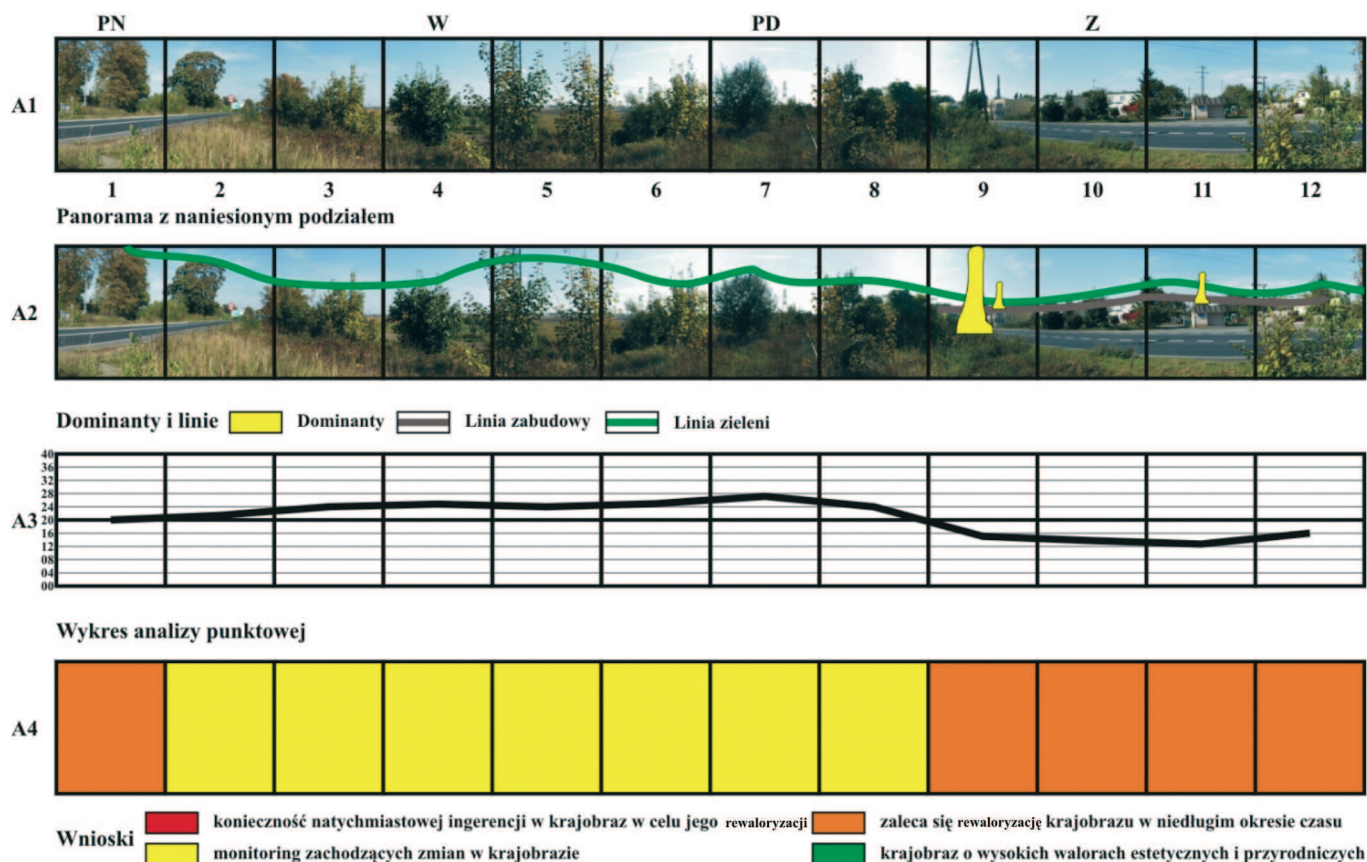 PN W PD Z
A1
1 2 3 4 5 6 7 8 9 10 11 12
Panorama z naniesionym podziałem
A2
Dominanty i linie Dominanty Linia zabudowy Linia zieleni
40
36
32
28
24
A3 20
16
12
08
04
00
Wykres analizy punktowej
A4
Wnioski
konieczność natychmiastowej ingerencji w krajobraz w celu jego rewaloryzacji
zaleca się rewaloryzację krajobrazu w niedługim okresie czasu
monitoring zachodzących zmian w krajobrazie
krajobraz o wysokich walorach estetycznych i przyrodniczych